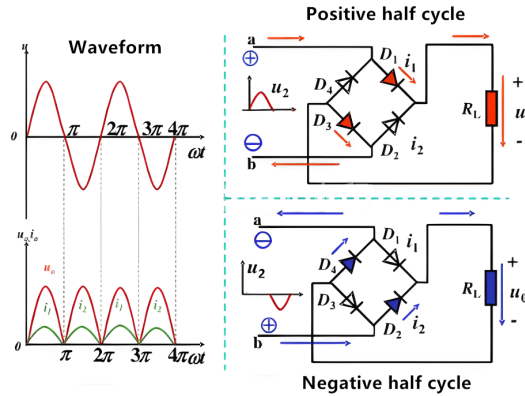 Waveform
u
0
π
2π
3π
4π
ωt
uₒ,iₒ
uₒ
i₁
i₂
i₁
i₂
0
π
2π
3π
4π
ωt
Positive half cycle
a
⊕
u₂
⊖
b
D₄
D₁
i₁
D₃
D₂
i₂
R_L
+
u
-
a
⊖
u₂
⊕
b
D₄
D₁
i₁
D₃
D₂
i₂
R_L
+
u₀
-
Negative half cycle